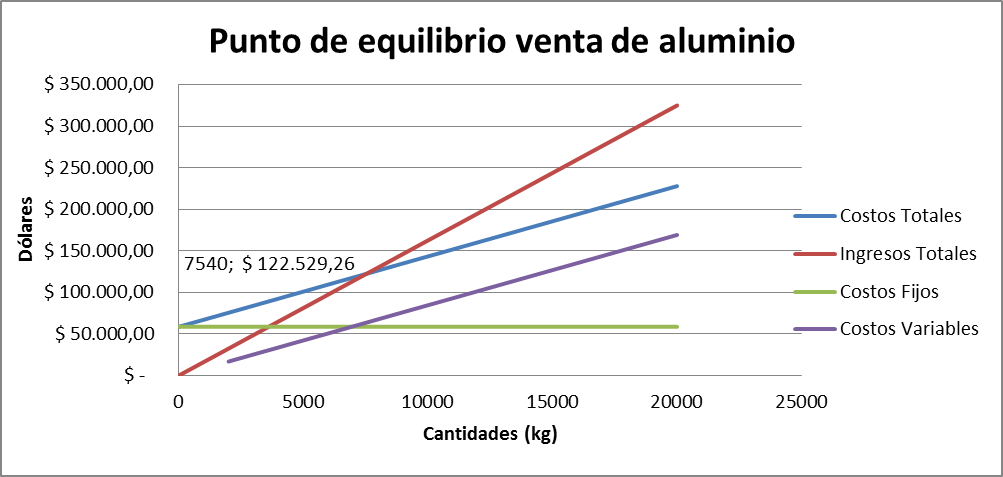 Punto de equilibrio venta de aluminio
$ 350.000,00
$ 300.000,00
$ 250.000,00
$ 200.000,00
$ 150.000,00
$ 100.000,00
$ 50.000,00
$ -
Dólares
7540; $ 122.529,26
0 5000 10000 15000 20000 25000
Cantidades (kg)
Costos Totales
Ingresos Totales
Costos Fijos
Costos Variables